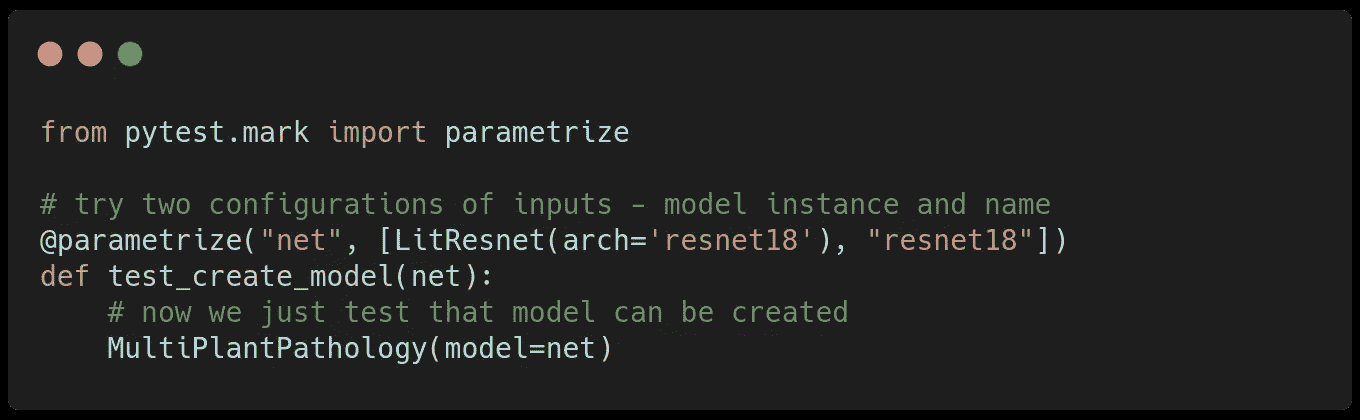 from pytest.mark import parametrize
# try two configurations of inputs - model instance and name
@parametrize("net", [LitResnet(arch='resnet18'), "resnet18"])
def test_create_model(net):
    # now we just test that model can be created
    MultiPlantPathology(model=net)